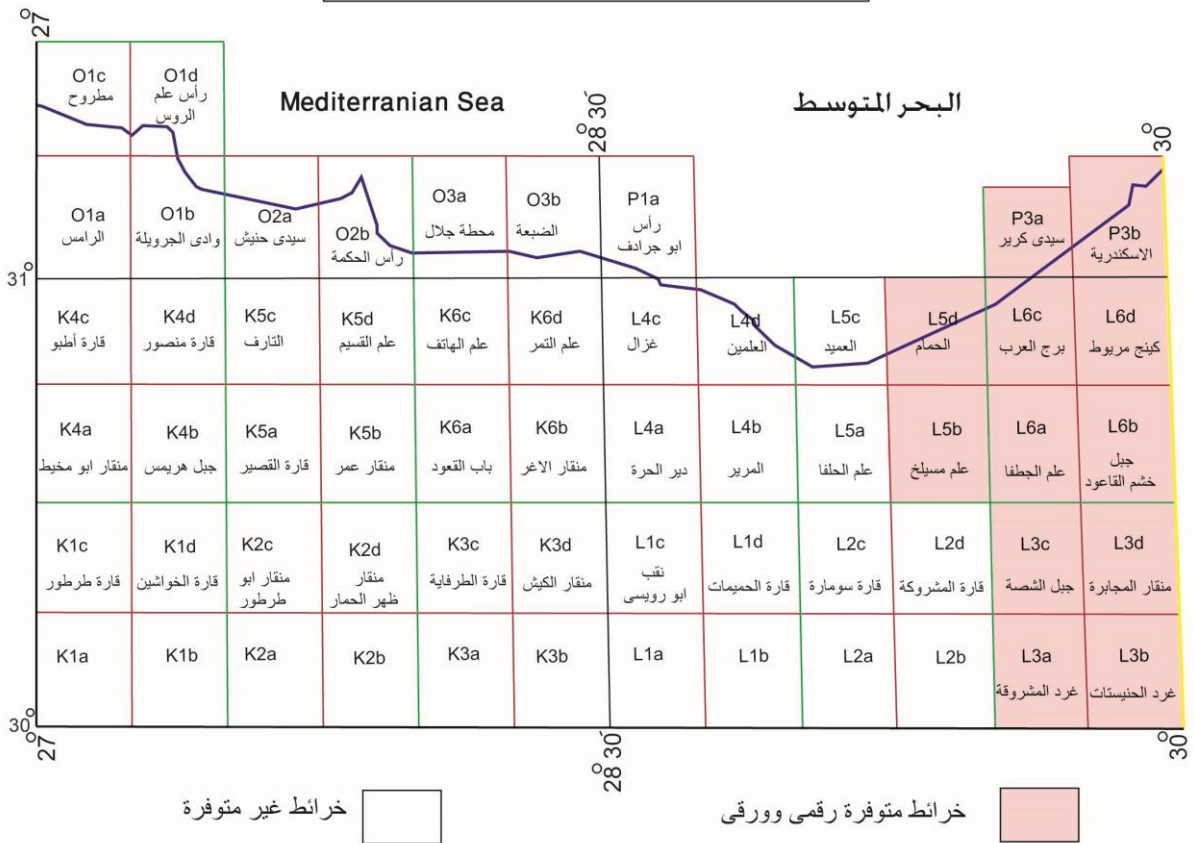 27°
O1c
مطروح
O1d
رأس علم
الروس
Mediterranian Sea
28° 30´
البحر المتوسط
30°
O1a
الرامس
O1b
وادى الجرويلة
O2a
سيدى حنيش
O2b
رأس الحكمة
O3a
محطة جلال
O3b
الضبعة
P1a
رأس
ابو جرادف
P3a
سيدى كرير
P3b
الاسكندرية
31°
K4c
قارة أطبو
K4d
قارة منصور
K5c
التارف
K5d
علم القسيم
K6c
علم الهاتف
K6d
علم التمر
L4c
غزال
L4d
العلمين
L5c
العميد
L5d
الحمام
L6c
برج العرب
L6d
كينج مريوط
K4a
منقار ابو مخيط
K4b
جبل هريمس
K5a
قارة القصير
K5b
منقار عمر
K6a
باب القعود
K6b
منقار الاغر
L4a
دير الحرة
L4b
المرير
L5a
علم الحلفا
L5b
علم مسيلخ
L6a
علم الجطفا
L6b
جبل
خشم القاعود
K1c
قارة طرطور
K1d
قارة الخواشين
K2c
منقار ابو
طرطور
K2d
منقار
ظهر الحمار
K3c
قارة الطرفاية
K3d
منقار الكبش
L1c
نقب
ابو رويسى
L1d
قارة الحميمات
L2c
قارة سومارة
L2d
قارة المشروكة
L3c
جبل الشصة
L3d
منقار المجابرة
K1a
K1b
K2a
K2b
K3a
K3b
L1a
L1b
L2a
L2b
L3a
غرد المشروقة
L3b
غرد الحنيستات
30°
27°
28° 30´
30°
خرائط متوفرة رقمى وورقى
خرائط غير متوفرة